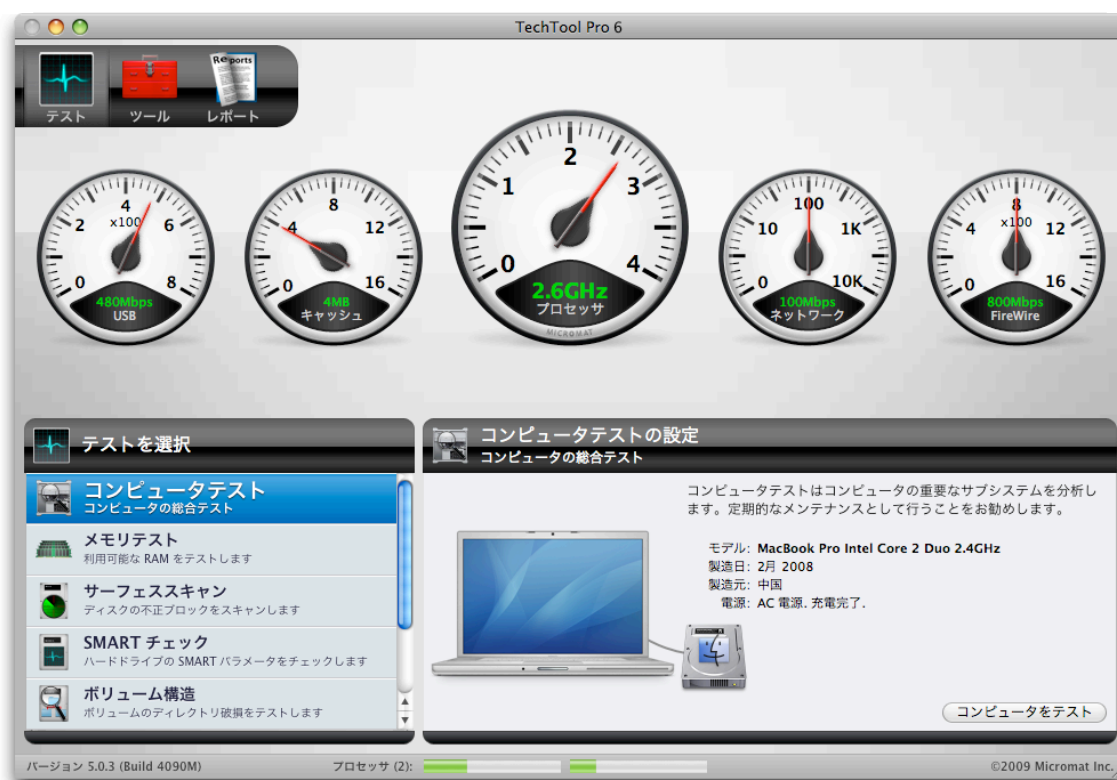 TechTool Pro 6
Reports
テスト
ツール
レポート
0
2
4
6
8
x100
480Mbps
USB
0
4
8
12
16
4MB
キャッシュ
0
1
2
3
4
2.6GHz
プロセッサ
MICROMAT
0
10
100
1K
10K
100Mbps
ネットワーク
0
4
8
12
16
x100
800Mbps
FireWire
テストを選択
コンピュータテスト
コンピュータの総合テスト
メモリテスト
利用可能な RAM をテストします
サーフェススキャン
ディスクの不正ブロックをスキャンします
SMART チェック
ハードドライブの SMART パラメータをチェックします
ボリューム構造
ボリュームのディレクトリ破損をテストします
コンピュータテストの設定
コンピュータの総合テスト
コンピュータテストはコンピュータの重要なサブシステムを分析し
ます。定期的なメンテナンスとして行うことをお勧めします。
モデル: MacBook Pro Intel Core 2 Duo 2.4GHz
製造日: 2月 2008
製造元: 中国
電源: AC 電源. 充電完了.
コンピュータをテスト
バージョン 5.0.3 (Build 4090M)
プロセッサ (2):
©2009 Micromat Inc.